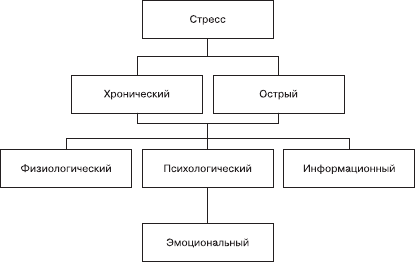 Стресс
Хронический
Острый
Физиологический
Психологический
Информационный
Эмоциональный